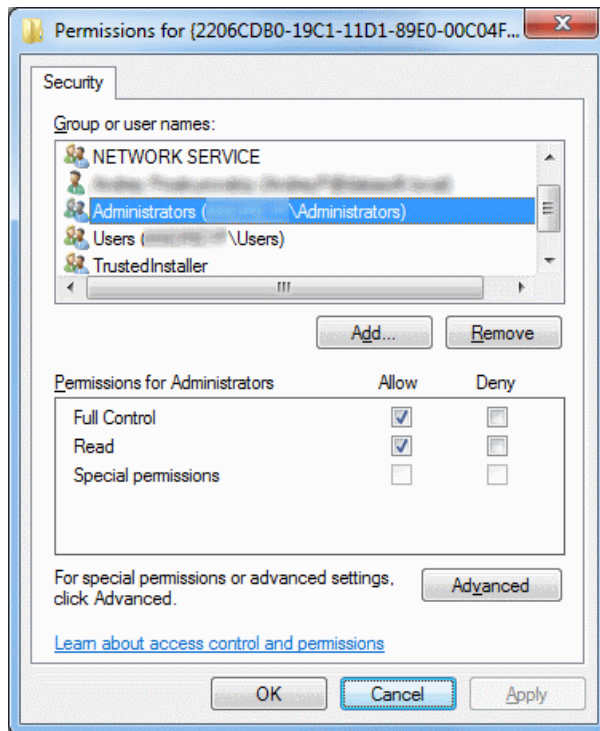 Permissions for {2206CDB0-19C1-11D1-89E0-00C04F...
Security
Group or user names:
NETWORK SERVICE
Administrators ( \Administrators)
Users ( \Users)
TrustedInstaller
Add... Remove
Permissions for Administrators Allow Deny
Full Control
Read
Special permissions
For special permissions or advanced settings,
click Advanced.
Advanced
Learn about access control and permissions
OK Cancel Apply